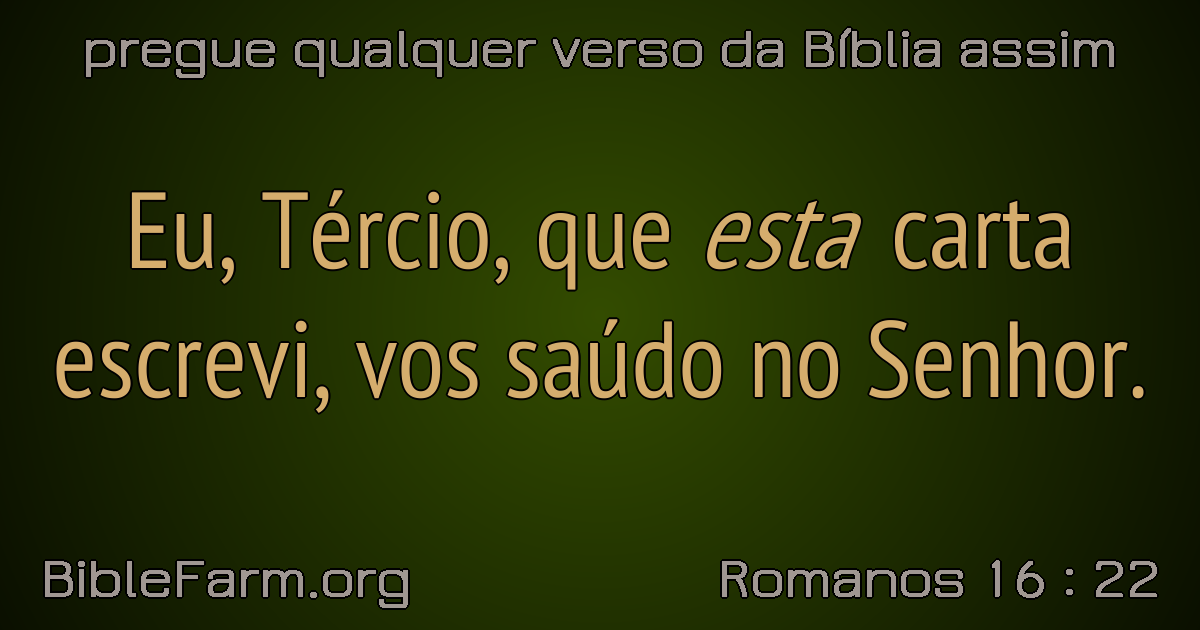 pregue qualquer verso da Bíblia assim
Eu, Tércio, que esta carta
escrevi, vos saúdo no Senhor.
BibleFarm.org
Romanos 16 : 22